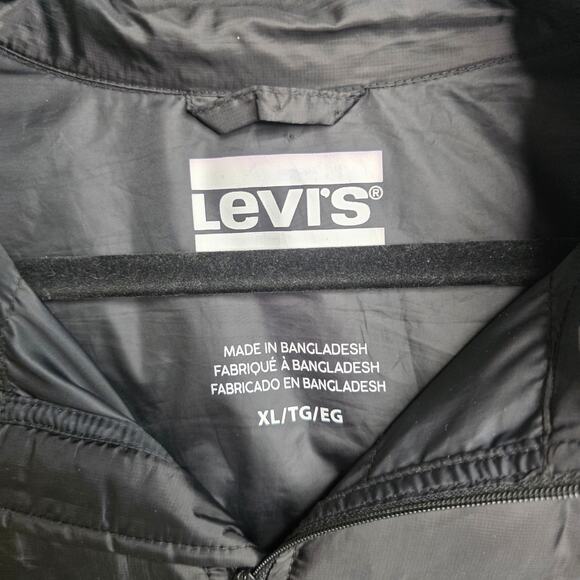 Levi's®
MADE IN BANGLADESH
FABRIQUÉ À BANGLADESH
FABRICADO EN BANGLADESH
XL/TG/EG